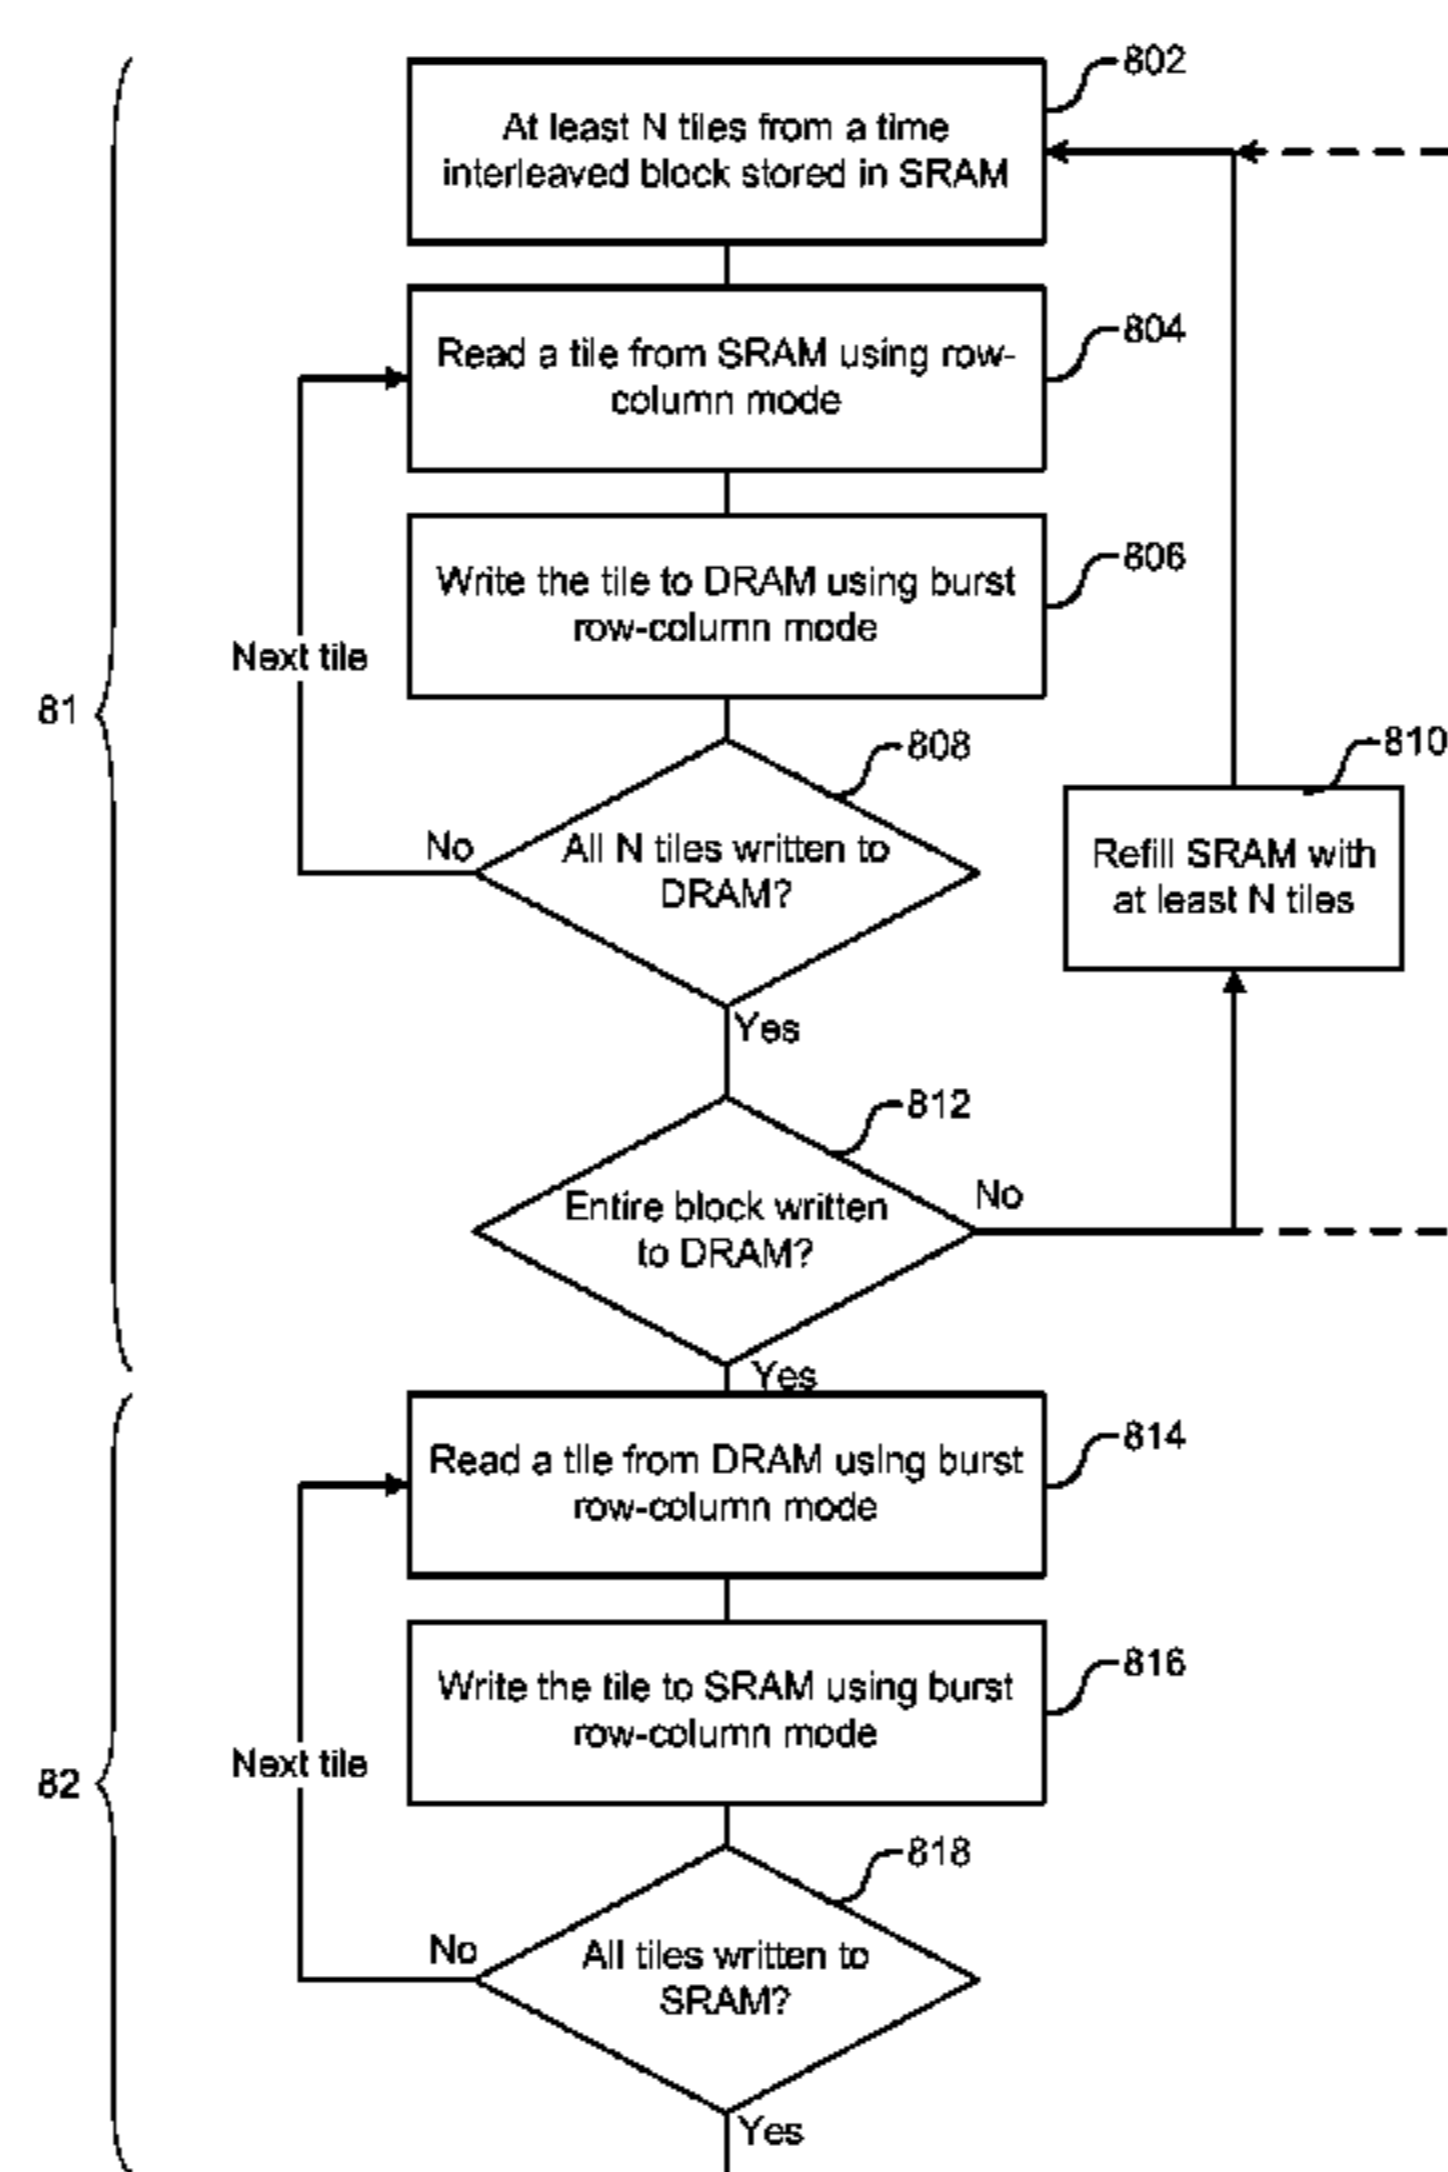 802
At least N tiles from a time
interleaved block stored in SRAM
804
Read a tile from SRAM using row-
column mode
806
Write the tile to DRAM using burst
row-column mode
Next tile
81
808
810
No
All N tiles written to
DRAM?
Refill SRAM with
at least N tiles
Yes
812
No
Entire block written
to DRAM?
Yes
814
Read a tile from DRAM using burst
row-column mode
816
Write the tile to SRAM using burst
row-column mode
Next tile
82
818
No
All tiles written to
SRAM?
Yes